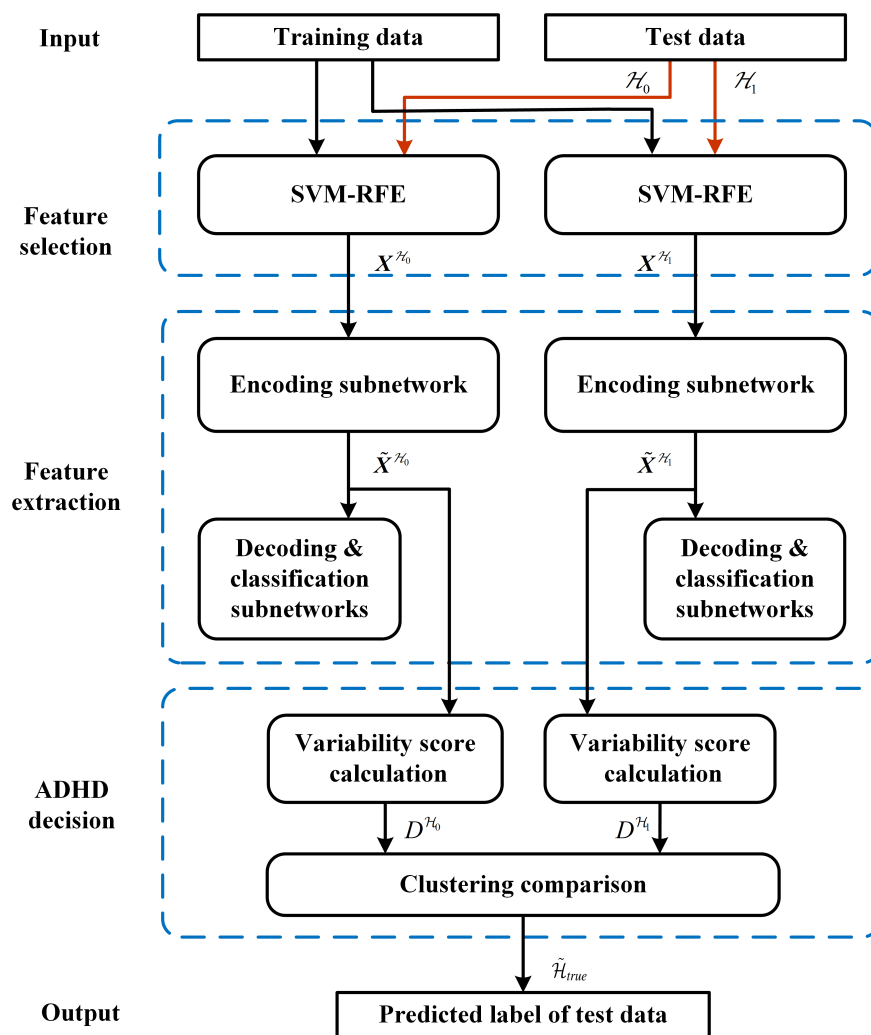 Input
Training data
Test data
ℋ₀
ℋ₁
Feature
selection
SVM-RFE
SVM-RFE
X^ℋ₀
X^ℋ₁
Feature
extraction
Encoding subnetwork
Encoding subnetwork
X̃^ℋ₀
X̃^ℋ₁
Decoding &
classification
subnetworks
Decoding &
classification
subnetworks
ADHD
decision
Variability score
calculation
Variability score
calculation
D^ℋ₀
D^ℋ₁
Clustering comparison
ℋ̃_true
Output
Predicted label of test data